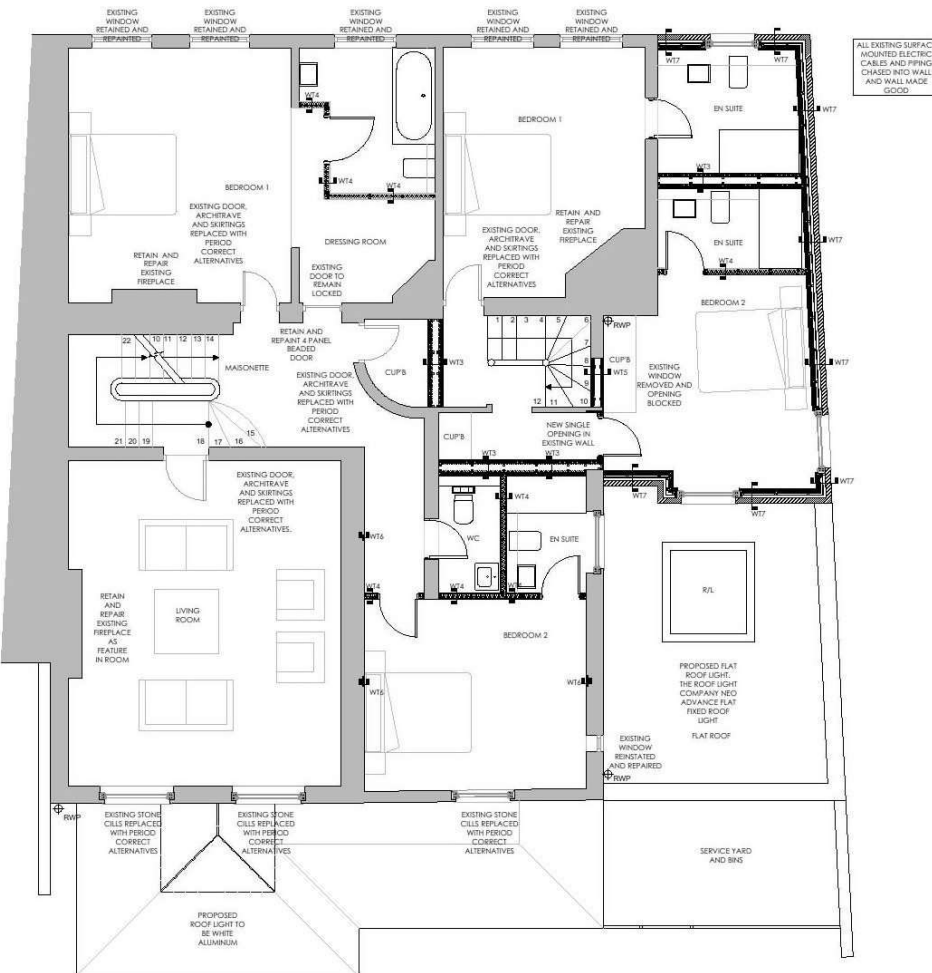 EXISTING
WINDOW
RETAINED AND
REPAINTED
EXISTING
WINDOW
RETAINED AND
REPAINTED
EXISTING
WINDOW
RETAINED AND
REPAINTED
EXISTING
WINDOW
RETAINED AND
REPAINTED
EXISTING
WINDOW
RETAINED AND
REPAINTED
ALL EXISTING SURFAC
MOUNTED ELECTRIC
CABLES AND PIPING
CHASED INTO WALL
AND WALL MADE
GOOD
WT7
WT7
WT4
EN SUITE
WT7
BEDROOM 1
WT3
WT4
WT4
BEDROOM 1
EXISTING DOOR,
ARCHITRAVE
AND SKIRTINGS
REPLACED WITH
PERIOD
CORRECT
ALTERNATIVES
RETAIN AND
REPAIR
EXISTING
FIREPLACE
DRESSING ROOM
EXISTING
DOOR TO
REMAIN
LOCKED
RETAIN AND
REPAIR
EXISTING
FIREPLACE
EXISTING DOOR,
ARCHITRAVE
AND SKIRTINGS
REPLACED WITH
PERIOD
CORRECT
ALTERNATIVES
EN SUITE
WT4
WT7
BEDROOM 2
RWP
1 2 3 4 5 6
7
8
9
10
11
12
22 10 11 12 13 14
MAISONETTE
RETAIN AND
REPAINT 4 PANEL
BEADED
DOOR
CUP'B
WT3
CUP'B
WT5
WT7
EXISTING DOOR,
ARCHITRAVE
AND SKIRTINGS
REPLACED WITH
PERIOD
CORRECT
ALTERNATIVES
EXISTING
WINDOW
REMOVED AND
OPENING
BLOCKED
21 20 19 18 17 16 15
CUP'B
NEW SINGLE
OPENING IN
EXISTING WALL
WT3
WT3
WT7
WT7
WT7
EXISTING DOOR,
ARCHITRAVE
AND SKIRTINGS
REPLACED WITH
PERIOD
CORRECT
ALTERNATIVES.
WT4
WT6
WC
EN SUITE
WT4
WT4
RETAIN
AND
REPAIR
EXISTING
FIREPLACE
AS
FEATURE
IN ROOM
LIVING
ROOM
R/L
BEDROOM 2
WT6
WT6
PROPOSED FLAT
ROOF LIGHT.
THE ROOF LIGHT
COMPANY NEO
ADVANCE FLAT
FIXED ROOF
LIGHT
FLAT ROOF
EXISTING
WINDOW
REINSTATED
AND REPAIRED
RWP
RWP
EXISTING STONE
CILLS REPLACED
WITH PERIOD
CORRECT
ALTERNATIVES
EXISTING STONE
CILLS REPLACED
WITH PERIOD
CORRECT
ALTERNATIVES
EXISTING STONE
CILLS REPLACED
WITH PERIOD
CORRECT
ALTERNATIVES
SERVICE YARD
AND BINS
PROPOSED
ROOF LIGHT TO
BE WHITE
ALUMINIUM